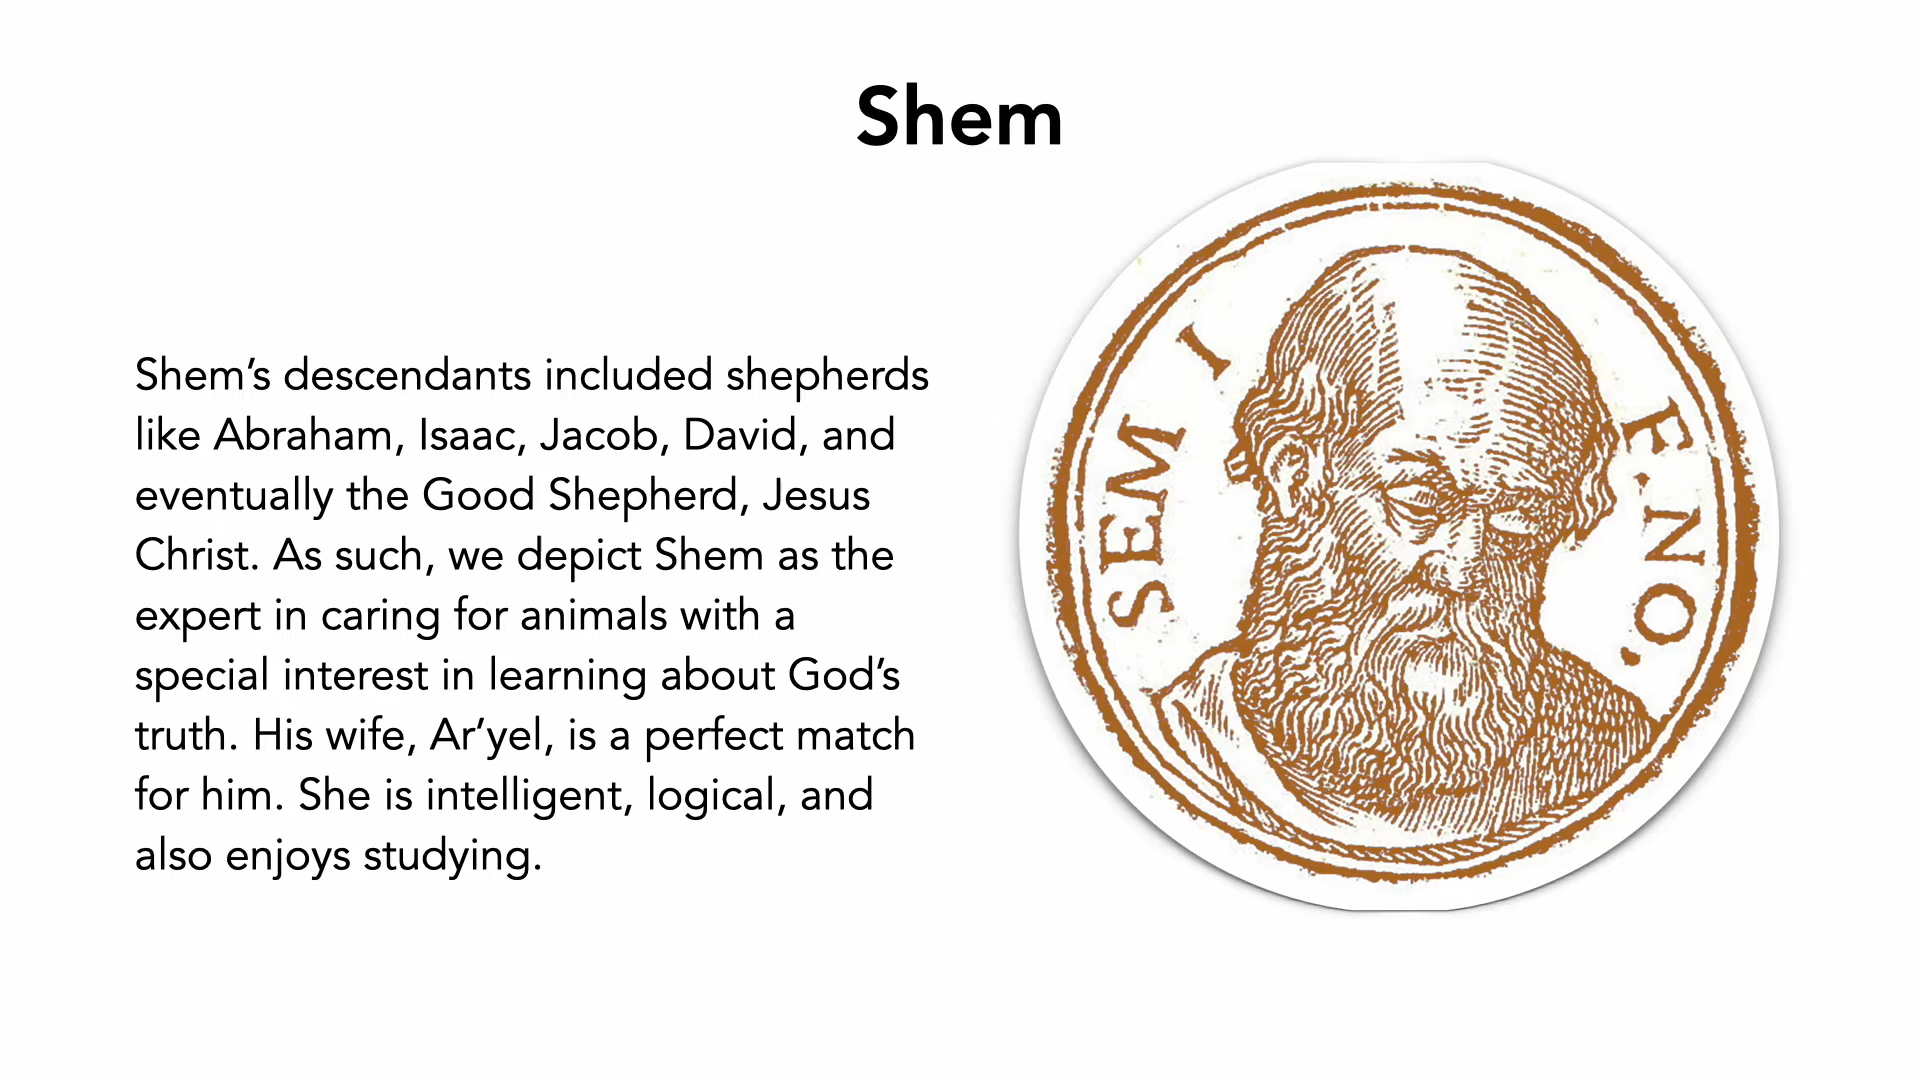 Shem
Shem’s descendants included shepherds
like Abraham, Isaac, Jacob, David, and
eventually the Good Shepherd, Jesus
Christ. As such, we depict Shem as the
expert in caring for animals with a
special interest in learning about God’s
truth. His wife, Ar’yel, is a perfect match
for him. She is intelligent, logical, and
also enjoys studying.
SEM I F.NO.